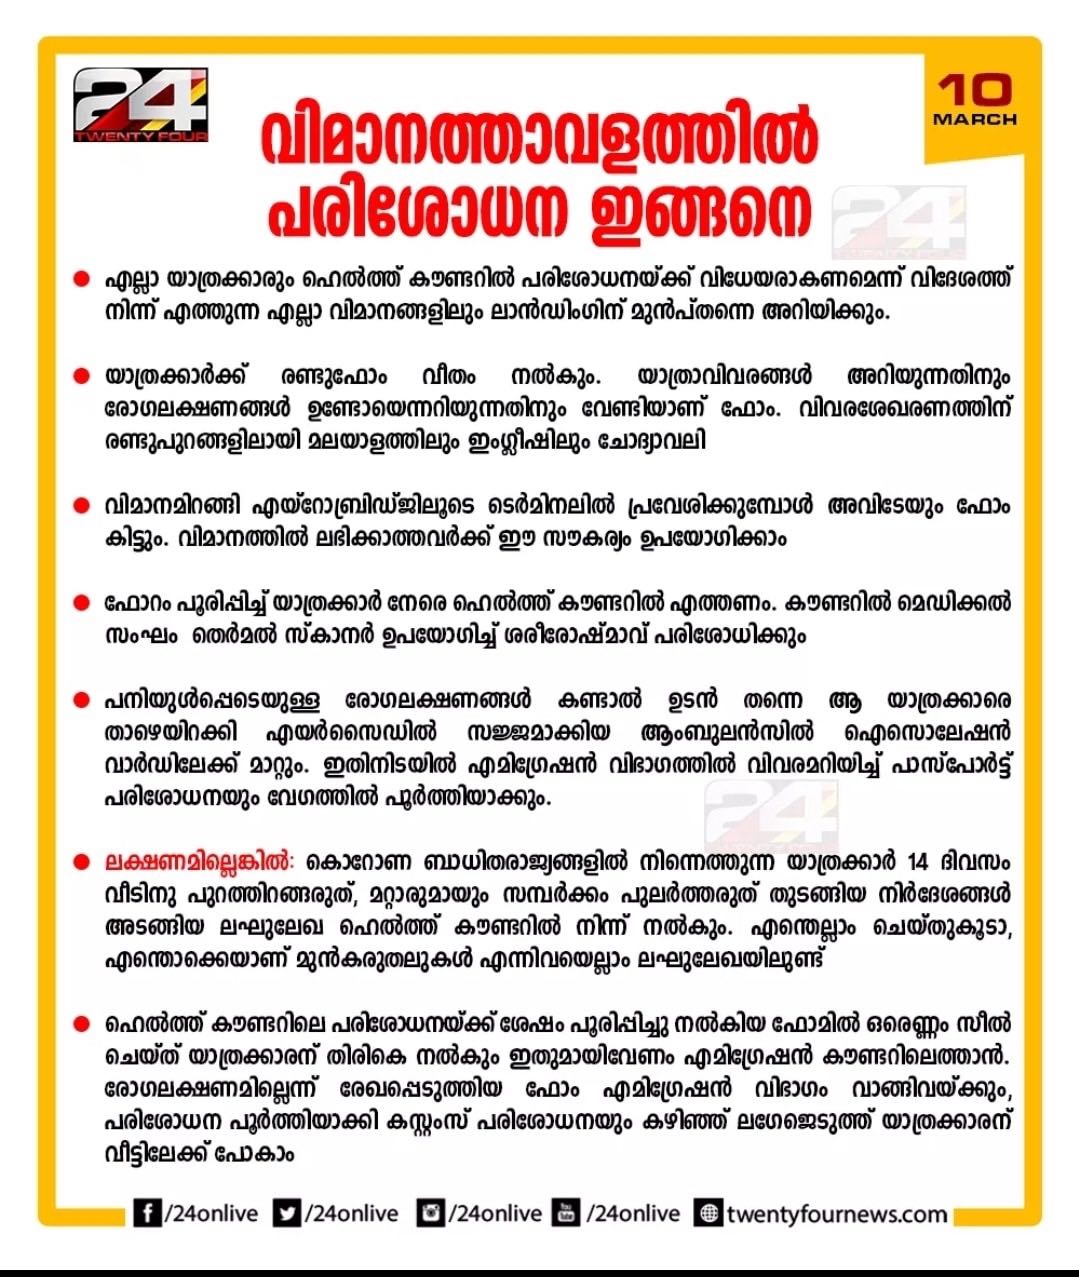 24
TWENTY FOUR
10
MARCH
വിമാനത്താവളത്തിൽ
പരിശോധന ഇങ്ങനെ
24
TWENTY FOUR
● എല്ലാ യാത്രക്കാരും ഹെൽത്ത് കൗണ്ടറിൽ പരിശോധനയ്ക്ക് വിധേയരാകണമെന്ന് വിദേശത്ത്
നിന്ന് എത്തുന്ന എല്ലാ വിമാനങ്ങളിലും ലാൻഡിംഗിന് മുൻപ്തന്നെ അറിയിക്കും.
● യാത്രക്കാർക്ക് രണ്ടുഫോം വീതം നൽകും. യാത്രാവിവരങ്ങൾ അറിയുന്നതിനും
രോഗലക്ഷണങ്ങൾ ഉണ്ടോയെന്നറിയുന്നതിനും വേണ്ടിയാണ് ഫോം. വിവരശേഖരണത്തിന്
രണ്ടുപുറങ്ങളിലായി മലയാളത്തിലും ഇംഗ്ലീഷിലും ചോദ്യാവലി
● വിമാനമിറങ്ങി എയ്റോബ്രിഡ്ജിലൂടെ ടെർമിനലിൽ പ്രവേശിക്കുമ്പോൾ അവിടേയും ഫോം
കിട്ടും. വിമാനത്തിൽ ലഭിക്കാത്തവർക്ക് ഈ സൗകര്യം ഉപയോഗിക്കാം
● ഫോറം പൂരിപ്പിച്ച് യാത്രക്കാർ നേരെ ഹെൽത്ത് കൗണ്ടറിൽ എത്തണം. കൗണ്ടറിൽ മെഡിക്കൽ
സംഘം തെർമൽ സ്കാനർ ഉപയോഗിച്ച് ശരീരോഷ്മാവ് പരിശോധിക്കും
● പനിയുൾപ്പെടെയുള്ള രോഗലക്ഷണങ്ങൾ കണ്ടാൽ ഉടൻ തന്നെ ആ യാത്രക്കാരെ
താഴെയിറക്കി എയർസൈഡിൽ സജ്ജമാക്കിയ ആംബുലൻസിൽ ഐസൊലേഷൻ
വാർഡിലേക്ക് മാറ്റും. ഇതിനിടയിൽ എമിഗ്രേഷൻ വിഭാഗത്തിൽ വിവരമറിയിച്ച് പാസ്പോർട്ട്
പരിശോധനയും വേഗത്തിൽ പൂർത്തിയാക്കും.
24
● ലക്ഷണമില്ലെങ്കിൽ: കൊറോണ ബാധിതരാജ്യങ്ങളിൽ നിന്നെത്തുന്ന യാത്രക്കാർ 14 ദിവസം
വീടിനു പുറത്തിറങ്ങരുത്, മറ്റാരുമായും സമ്പർക്കം പുലർത്തരുത് തുടങ്ങിയ നിർദേശങ്ങൾ
അടങ്ങിയ ലഘുലേഖ ഹെൽത്ത് കൗണ്ടറിൽ നിന്ന് നൽകും. എന്തെല്ലാം ചെയ്തുകൂടാ,
എന്തൊക്കെയാണ് മുൻകരുതലുകൾ എന്നിവയെല്ലാം ലഘുലേഖയിലുണ്ട്
● ഹെൽത്ത് കൗണ്ടറിലെ പരിശോധനയ്ക്ക് ശേഷം പൂരിപ്പിച്ചു നൽകിയ ഫോമിൽ ഒരെണ്ണം സീൽ
ചെയ്ത് യാത്രക്കാരന് തിരികെ നൽകും ഇതുമായിവേണം എമിഗ്രേഷൻ കൗണ്ടറിലെത്താൻ.
രോഗലക്ഷണമില്ലെന്ന് രേഖപ്പെടുത്തിയ ഫോം എമിഗ്രേഷൻ വിഭാഗം വാങ്ങിവയ്ക്കും,
പരിശോധന പൂർത്തിയാക്കി കസ്റ്റംസ് പരിശോധനയും കഴിഞ്ഞ് ലഗേജെടുത്ത് യാത്രക്കാരന്
വീട്ടിലേക്ക് പോകാം
/24onlive /24onlive /24onlive /24onlive twentyfournews.com